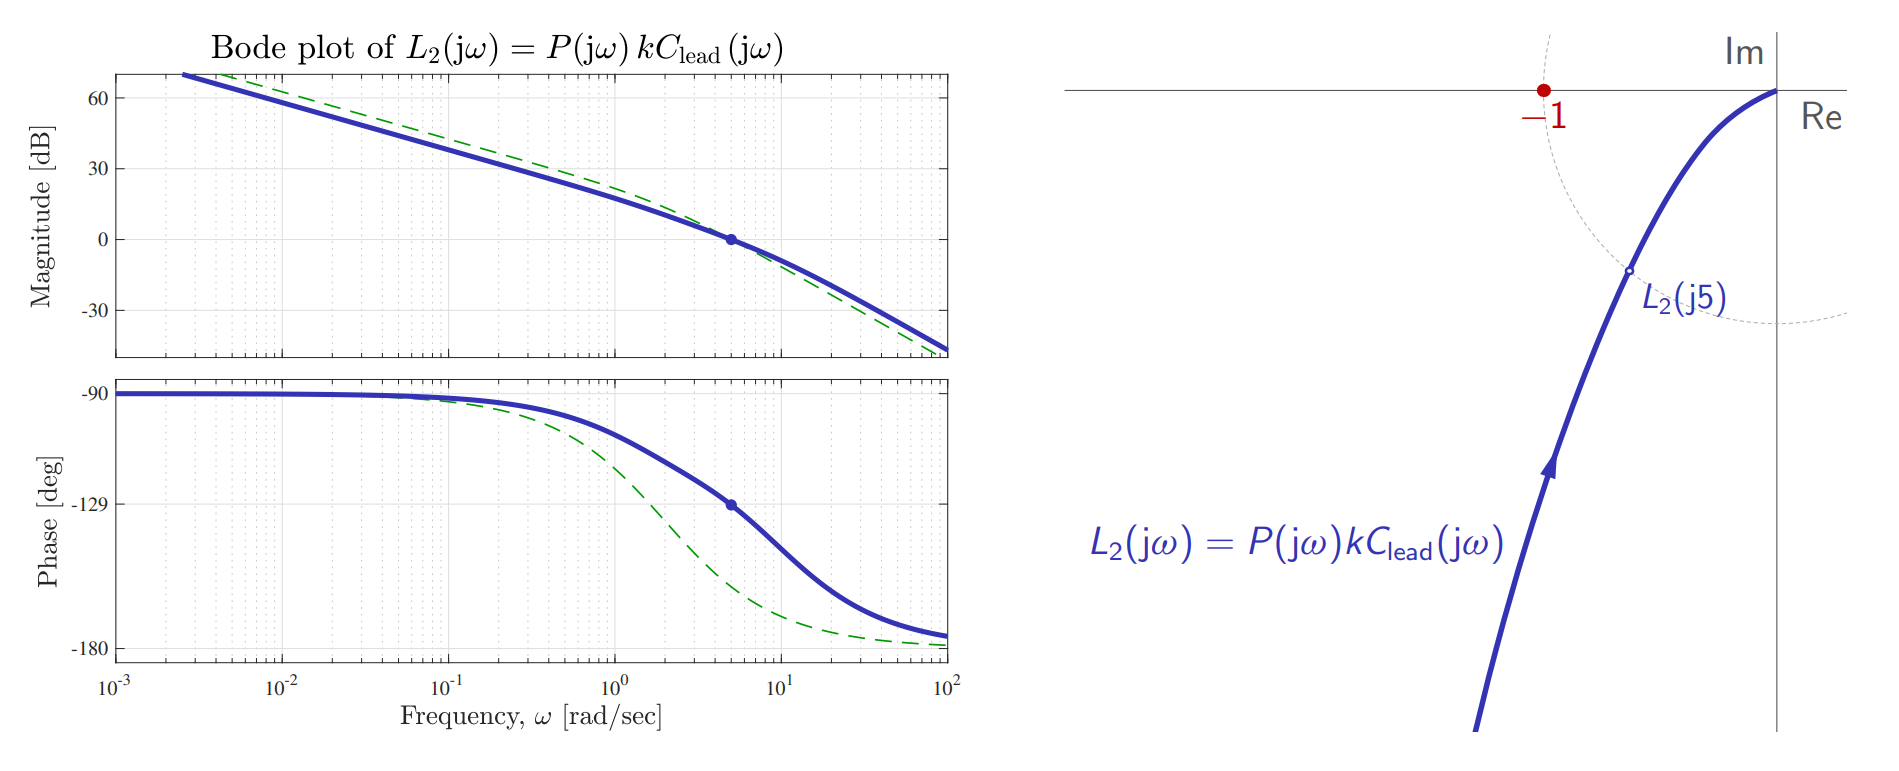 Bode plot of L₂(jω) = P(jω) kC_lead (jω)
Magnitude [dB]
60
30
0
-30
Phase [deg]
-90
-129
-180
10⁻³ 10⁻² 10⁻¹ 10⁰ 10¹ 10²
Frequency, ω [rad/sec]
Im
Re
−1
L₂(j5)
L₂(jω) = P(jω)kC_lead(jω)